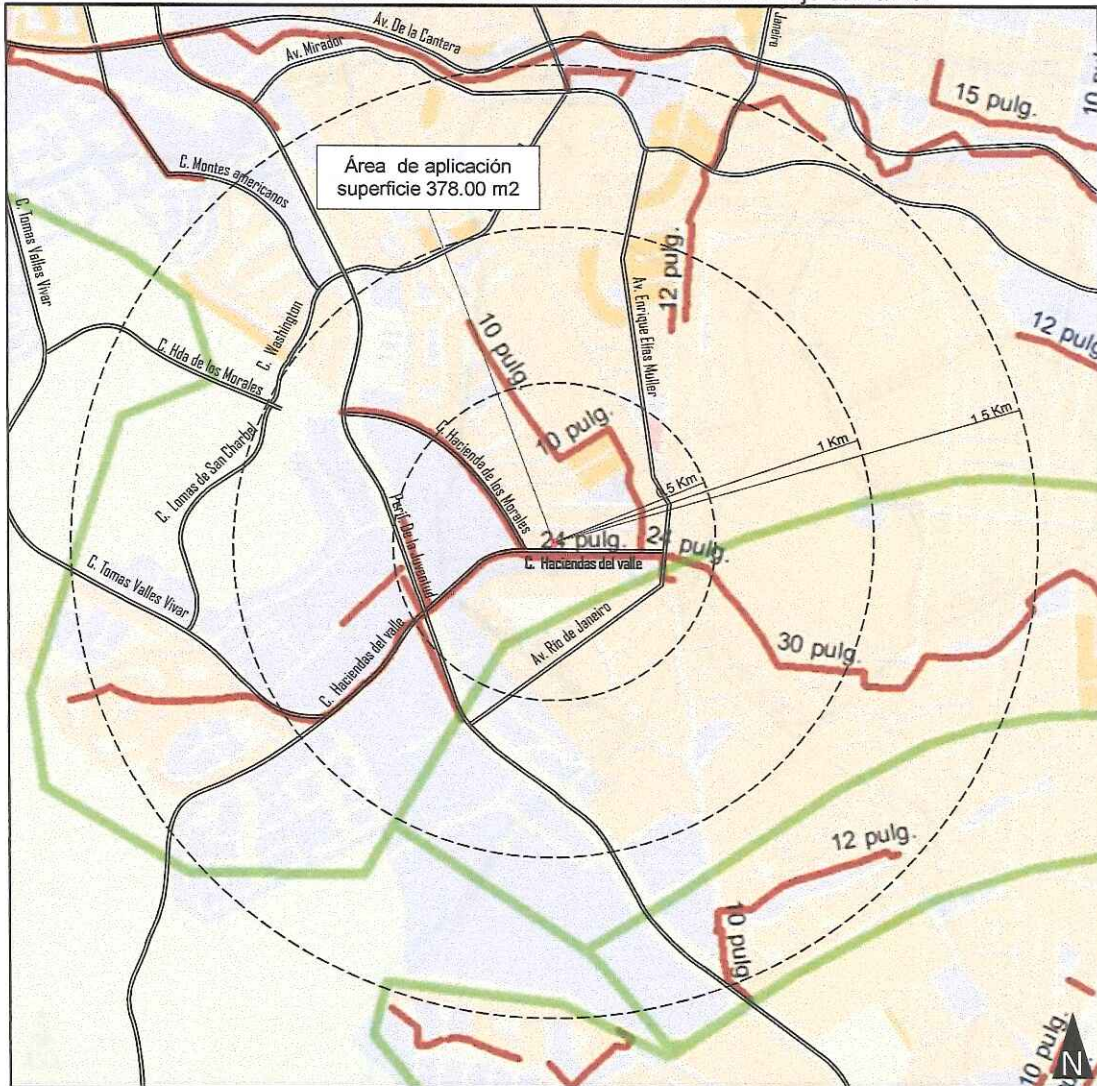 Janeiro
Av. De la Cantera
Av. Mirador
15 pulg.
10
C. Montes americanos
Área de aplicación
superficie 378.00 m2
C. Tomas Valles Vivar
12 pulg.
Av. Enrique Elías Muller
C. Washington
10 pulg.
12 pulg
C. Hda de los Morales
10 pulg.
C. Hacienda de los Morales
1.5 Km
1 Km
0.5 Km
C. Lomas de San Charbel
Perif. De la Juventud
24 pulg.
24 pulg.
C. Haciendas del valle
C. Tomas Valles Vivar
Av. Rio de Janeiro
30 pulg.
C. Haciendas del valle
12 pulg.
10 pulg.
10 pulg.
N